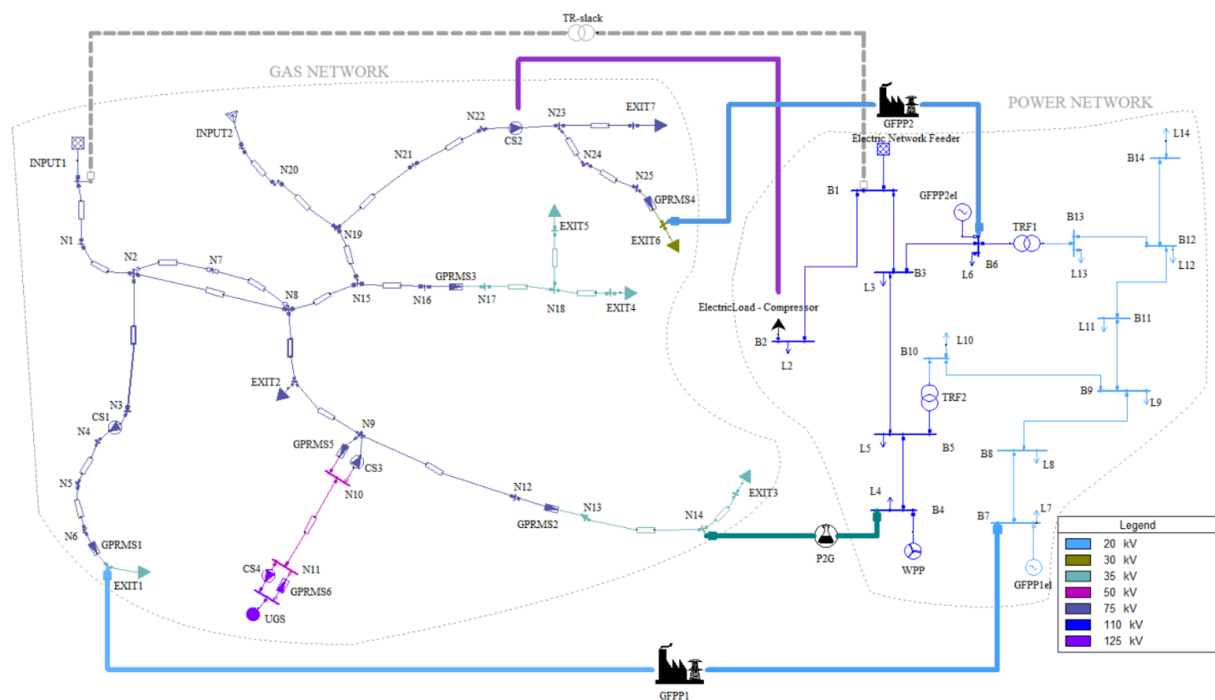 TR-slack
GAS NETWORK
POWER NETWORK
INPUT1
INPUT2
N22
CS2
N23
EXIT7
GFPP2
Electric Network Feeder
L14
B14
N20
N21
N24
N25
GPRMS4
EXIT6
B1
GFPP2el
TRF1
B13
B12
L12
L13
L6
B6
N1
N2
N7
N19
EXIT5
N8
N15
N16
GPRMS3
N17
N18
EXIT4
L3
B3
ElectricLoad - Compressor
B2
L2
L11
B11
B10
L10
TRF2
B9
L9
EXIT2
N3
CS1
N4
N5
N6
GPRMS1
EXIT1
N9
GPRMS5
CS3
N10
N12
GPRMS2
N13
N14
EXIT3
L5
B5
B8
L8
L4
B4
B7
L7
P2G
WPP
GFPP1el
N11
CS4
GPRMS6
UGS
GFPP1
Legend
20 kV
30 kV
35 kV
50 kV
75 kV
110 kV
125 kV